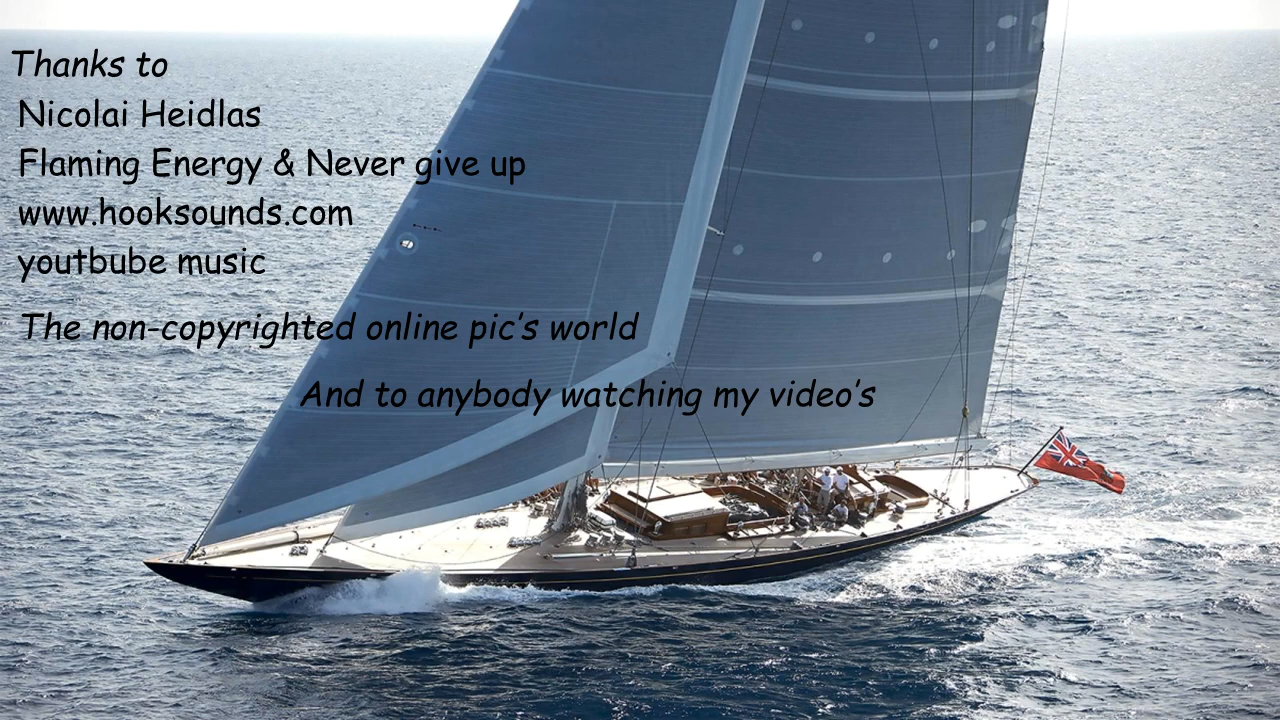 Thanks to
Nicolai Heidlas
Flaming Energy & Never give up
www.hooksounds.com
youtbube music
The non-copyrighted online pic's world
And to anybody watching my video's